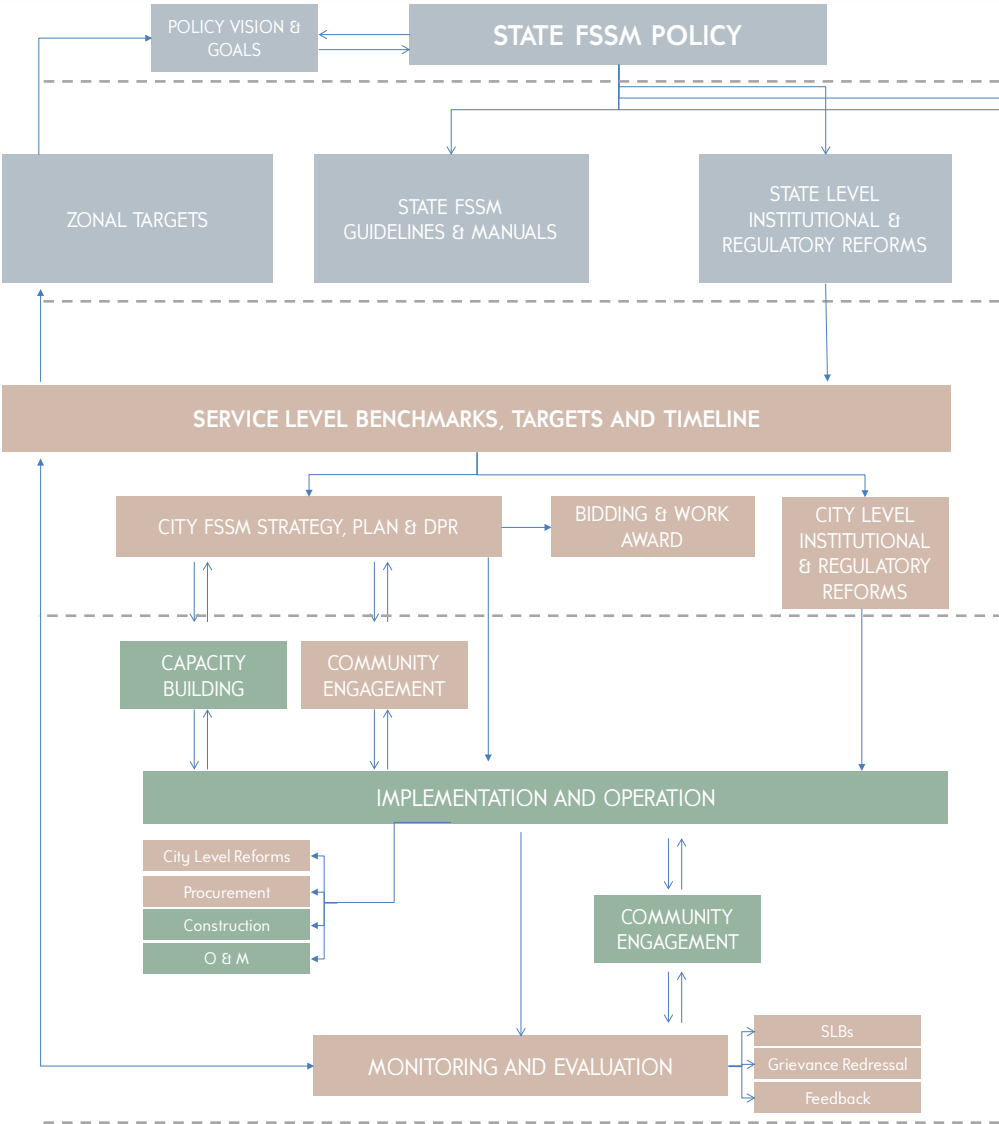 POLICY VISION &
GOALS
STATE FSSM POLICY
ZONAL TARGETS
STATE FSSM
GUIDELINES & MANUALS
STATE LEVEL
INSTITUTIONAL &
REGULATORY REFORMS
SERVICE LEVEL BENCHMARKS, TARGETS AND TIMELINE
CITY FSSM STRATEGY, PLAN & DPR
BIDDING & WORK
AWARD
CITY LEVEL
INSTITUTIONAL
& REGULATORY
REFORMS
CAPACITY
BUILDING
COMMUNITY
ENGAGEMENT
IMPLEMENTATION AND OPERATION
City Level Reforms
Procurement
Construction
O & M
COMMUNITY
ENGAGEMENT
MONITORING AND EVALUATION
SLBs
Grievance Redressal
Feedback